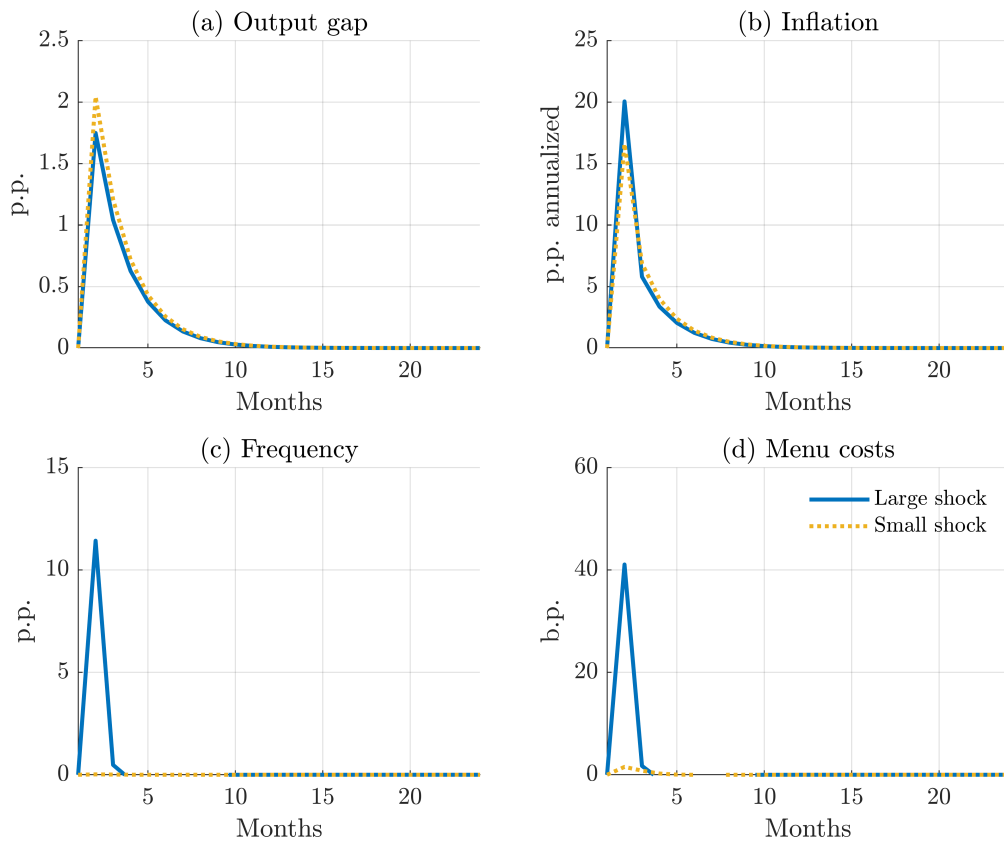 (a) Output gap
2.5
2
1.5
1
0.5
0
p.p.
5 10 15 20
Months
(b) Inflation
25
20
15
10
5
0
p.p. annualized
5 10 15 20
Months
(c) Frequency
15
10
5
0
p.p.
5 10 15 20
Months
(d) Menu costs
60
40
20
0
b.p.
Large shock
Small shock
5 10 15 20
Months